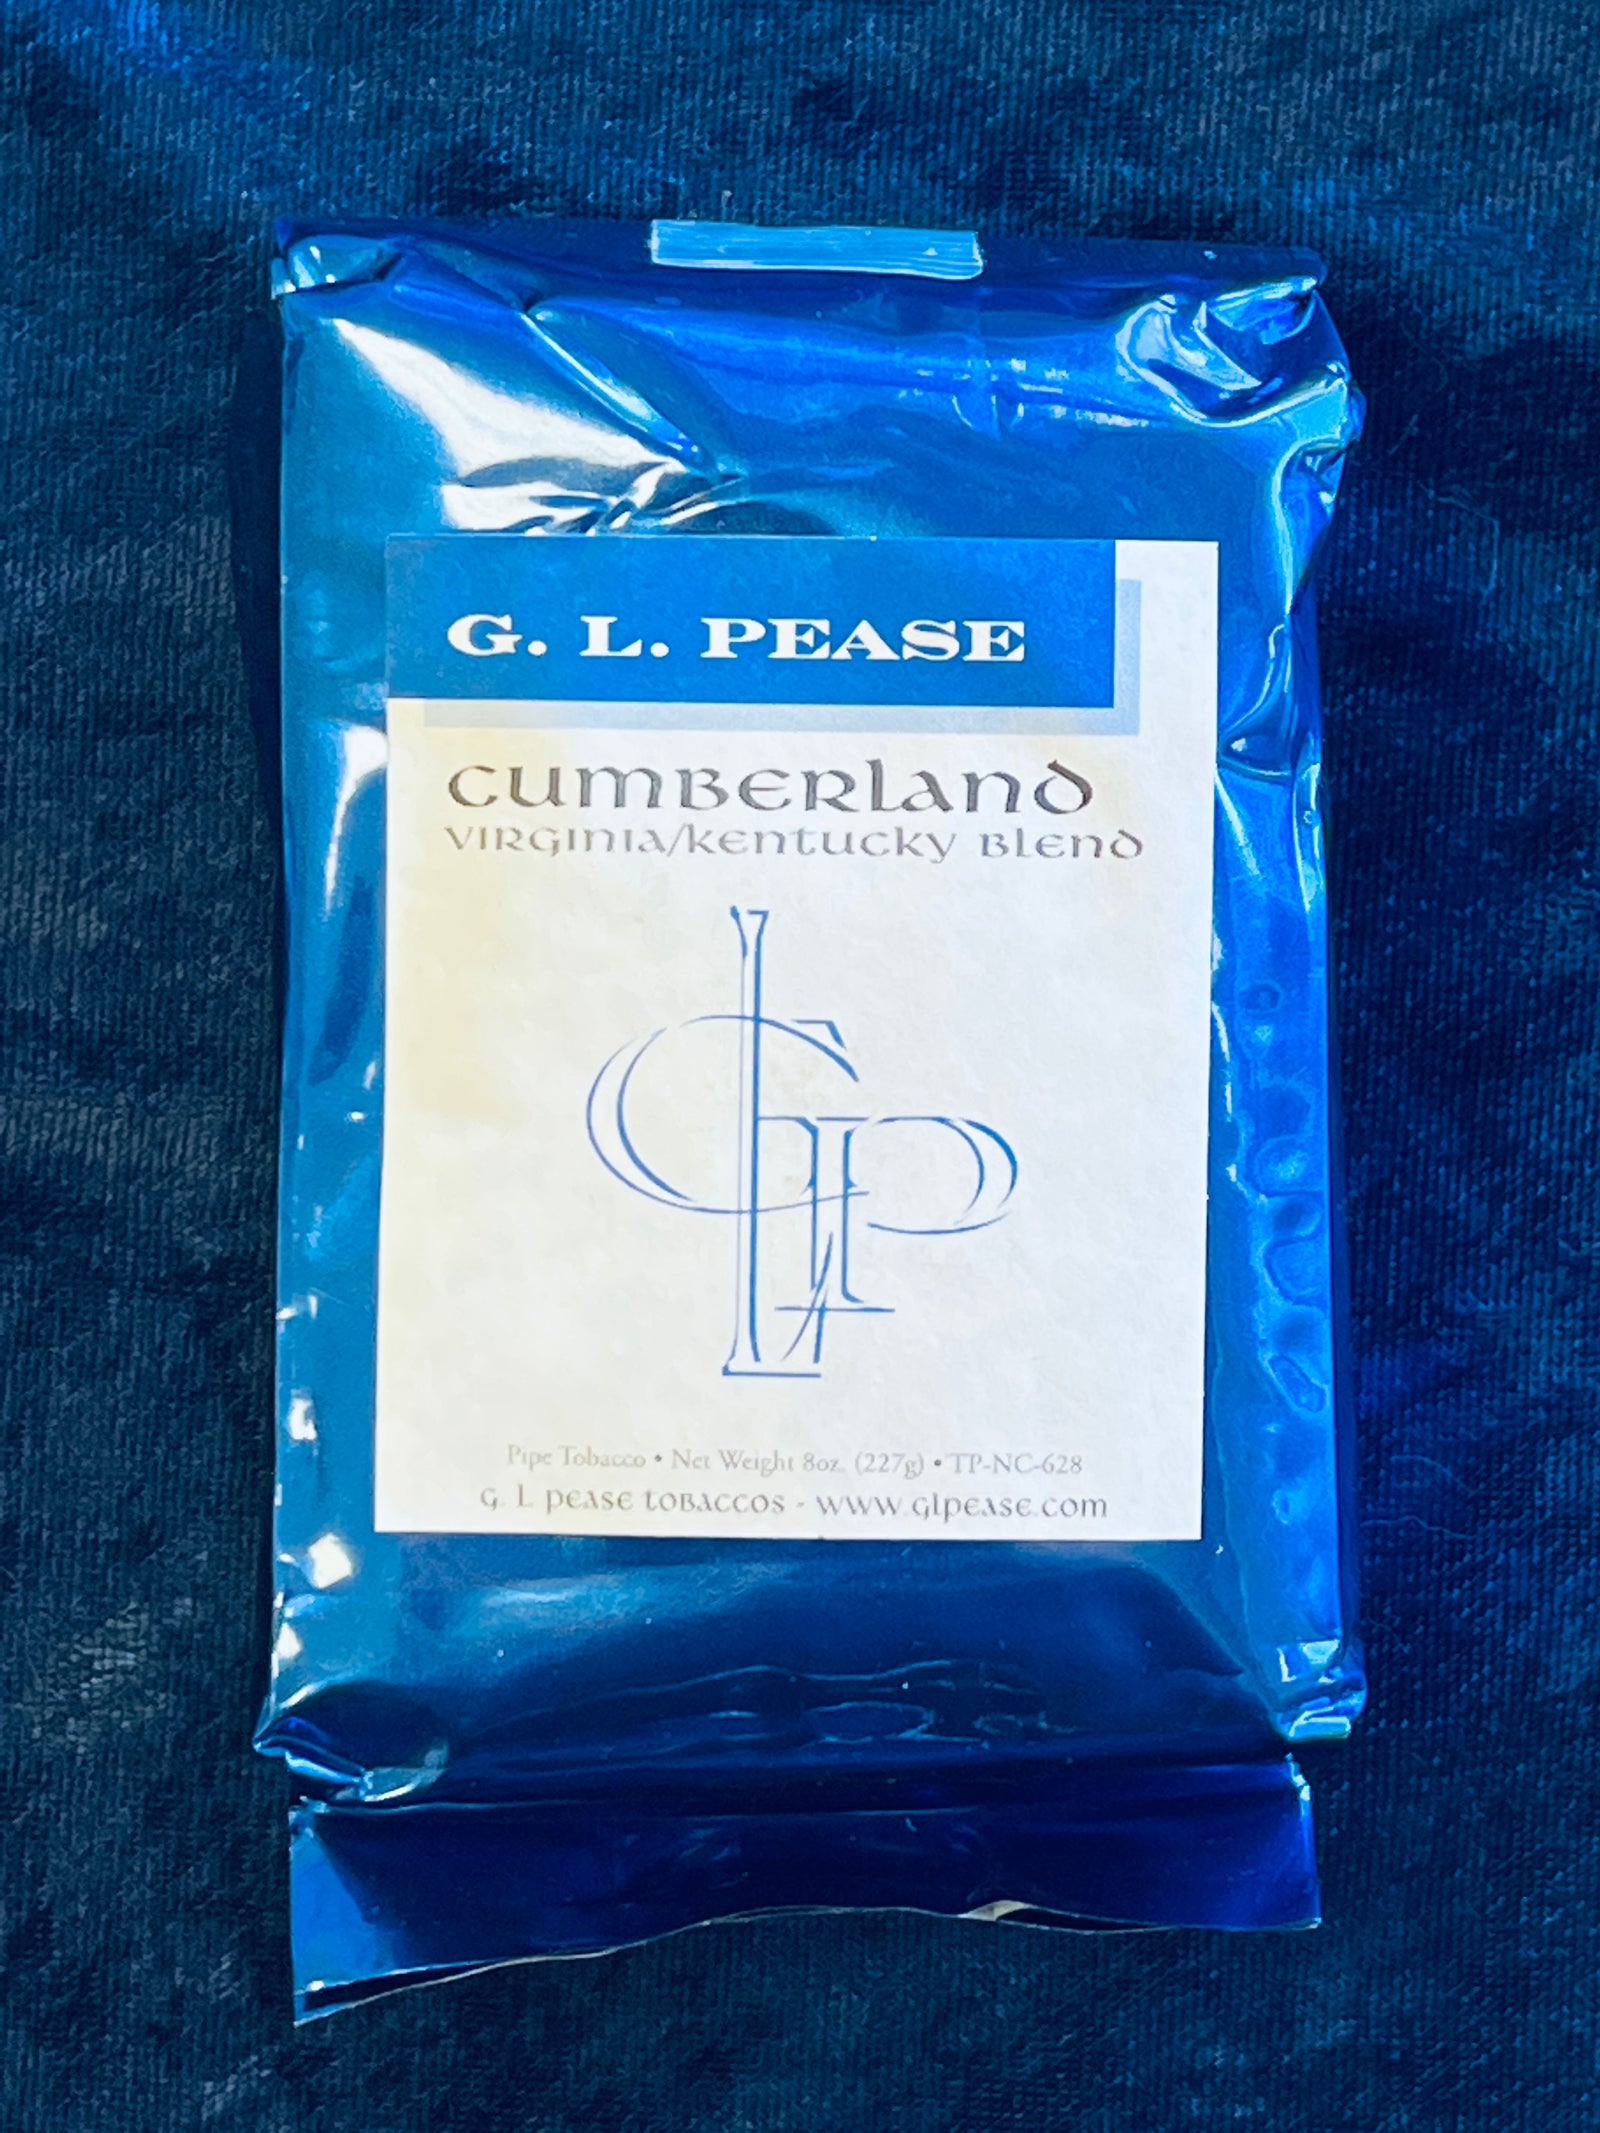 G. L. PEASE
CUMBERLAND
VIRGINIA/KENTUCKY BLEND
GLP
Pipe Tobacco • Net Weight 8oz. (227g) • TP-NC-628
G. L. PEASE TOBACCOS - WWW.GLPEASE.COM